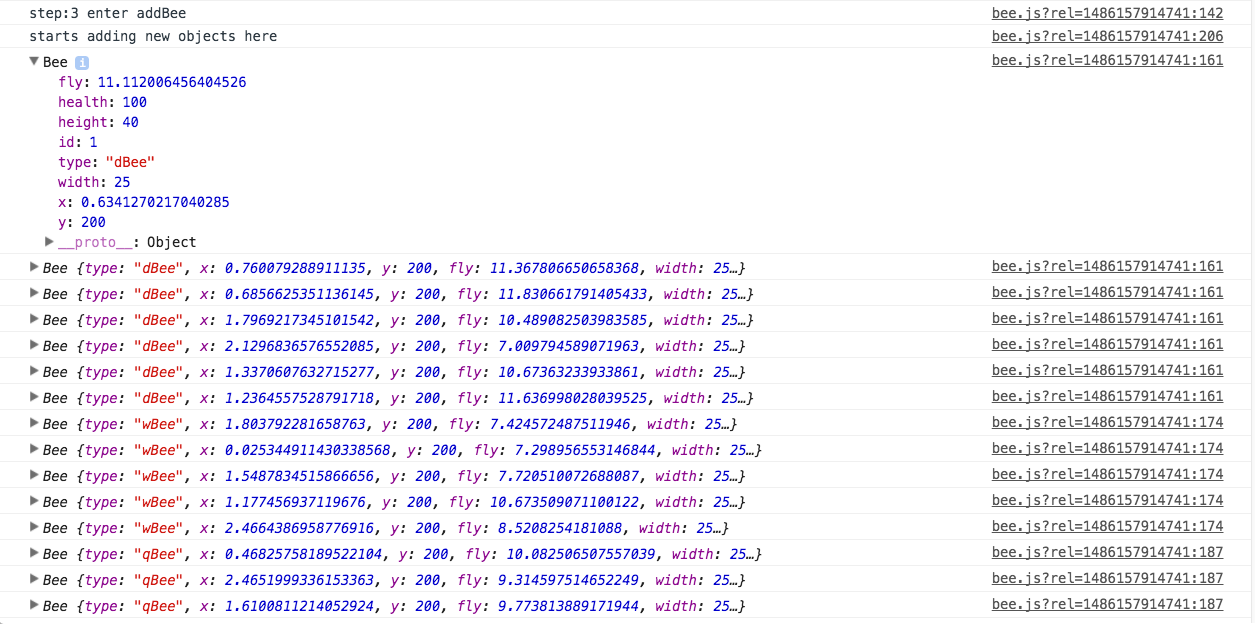 step:3 enter addBee bee.js?rel=1486157914741:142
starts adding new objects here bee.js?rel=1486157914741:206
▼Bee i bee.js?rel=1486157914741:161
fly: 11.112006456404526
health: 100
height: 40
id: 1
type: "dBee"
width: 25
x: 0.6341270217040285
y: 200
▶__proto__: Object
▶Bee {type: "dBee", x: 0.760079288911135, y: 200, fly: 11.367806650658368, width: 25…} bee.js?rel=1486157914741:161
▶Bee {type: "dBee", x: 0.6856625351136145, y: 200, fly: 11.830661791405433, width: 25…} bee.js?rel=1486157914741:161
▶Bee {type: "dBee", x: 1.7969217345101542, y: 200, fly: 10.489082503983585, width: 25…} bee.js?rel=1486157914741:161
▶Bee {type: "dBee", x: 2.1296836576552085, y: 200, fly: 7.009794589071963, width: 25…} bee.js?rel=1486157914741:161
▶Bee {type: "dBee", x: 1.3370607632715277, y: 200, fly: 10.67363233933861, width: 25…} bee.js?rel=1486157914741:161
▶Bee {type: "dBee", x: 1.2364557528791718, y: 200, fly: 11.636998028039525, width: 25…} bee.js?rel=1486157914741:161
▶Bee {type: "wBee", x: 1.803792281658763, y: 200, fly: 7.424572487511946, width: 25…} bee.js?rel=1486157914741:174
▶Bee {type: "wBee", x: 0.025344911430338568, y: 200, fly: 7.2989565531468​44, width: 25…} bee.js?rel=1486157914741:174
▶Bee {type: "wBee", x: 1.5487834515866656, y: 200, fly: 7.720510072688087, width: 25…} bee.js?rel=1486157914741:174
▶Bee {type: "wBee", x: 1.177456937119676, y: 200, fly: 10.673509071100122, width: 25…} bee.js?rel=1486157914741:174
▶Bee {type: "wBee", x: 2.4664386958776916, y: 200, fly: 8.5208254181088, width: 25…} bee.js?rel=1486157914741:174
▶Bee {type: "qBee", x: 0.46825758189522104, y: 200, fly: 10.082506507557039, width: 25…} bee.js?rel=1486157914741:187
▶Bee {type: "qBee", x: 2.4651999336153363, y: 200, fly: 9.314597514652249, width: 25…} bee.js?rel=1486157914741:187
▶Bee {type: "qBee", x: 1.6100811214052924, y: 200, fly: 9.773813889171944, width: 25…} bee.js?rel=1486157914741:187